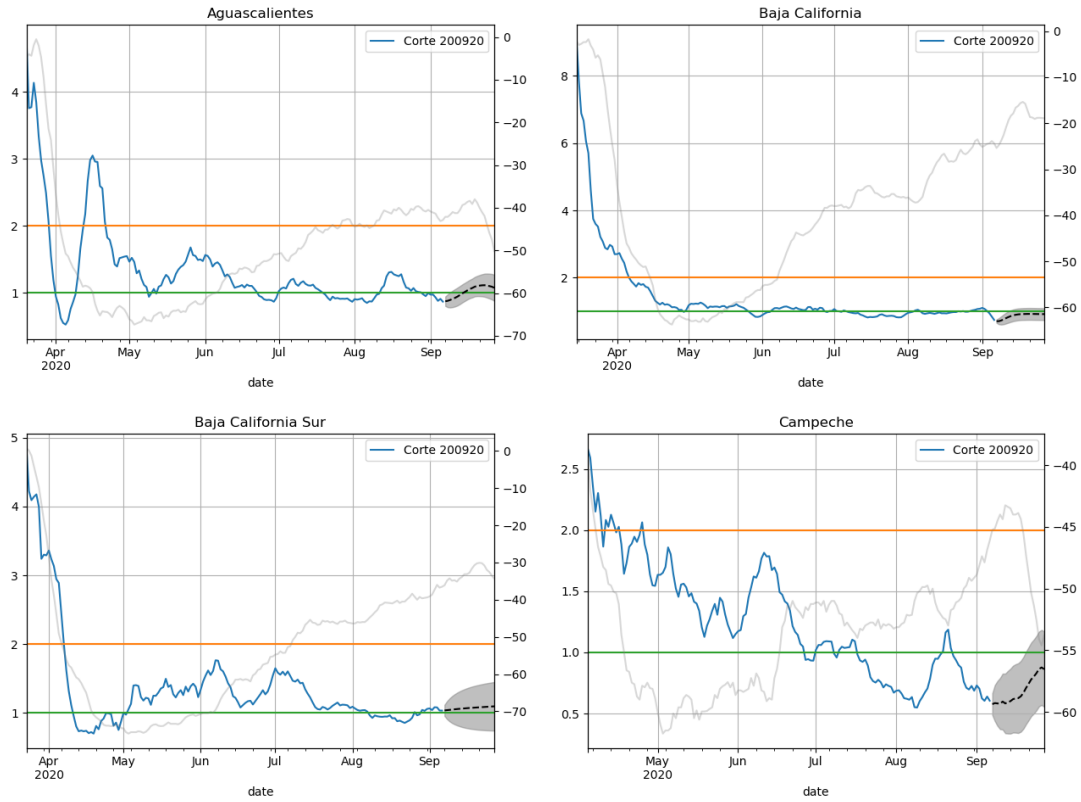 Aguascalientes
Corte 200920
4
3
2
1
0
−10
−20
−30
−40
−50
−60
−70
Apr
2020
May
Jun
Jul
Aug
Sep
date
Baja California
Corte 200920
8
6
4
2
0
−10
−20
−30
−40
−50
−60
Apr
2020
May
Jun
Jul
Aug
Sep
date
Baja California Sur
Corte 200920
5
4
3
2
1
0
−10
−20
−30
−40
−50
−60
−70
Apr
2020
May
Jun
Jul
Aug
Sep
date
Campeche
Corte 200920
2.5
2.0
1.5
1.0
0.5
−40
−45
−50
−55
−60
May
2020
Jun
Jul
Aug
Sep
date